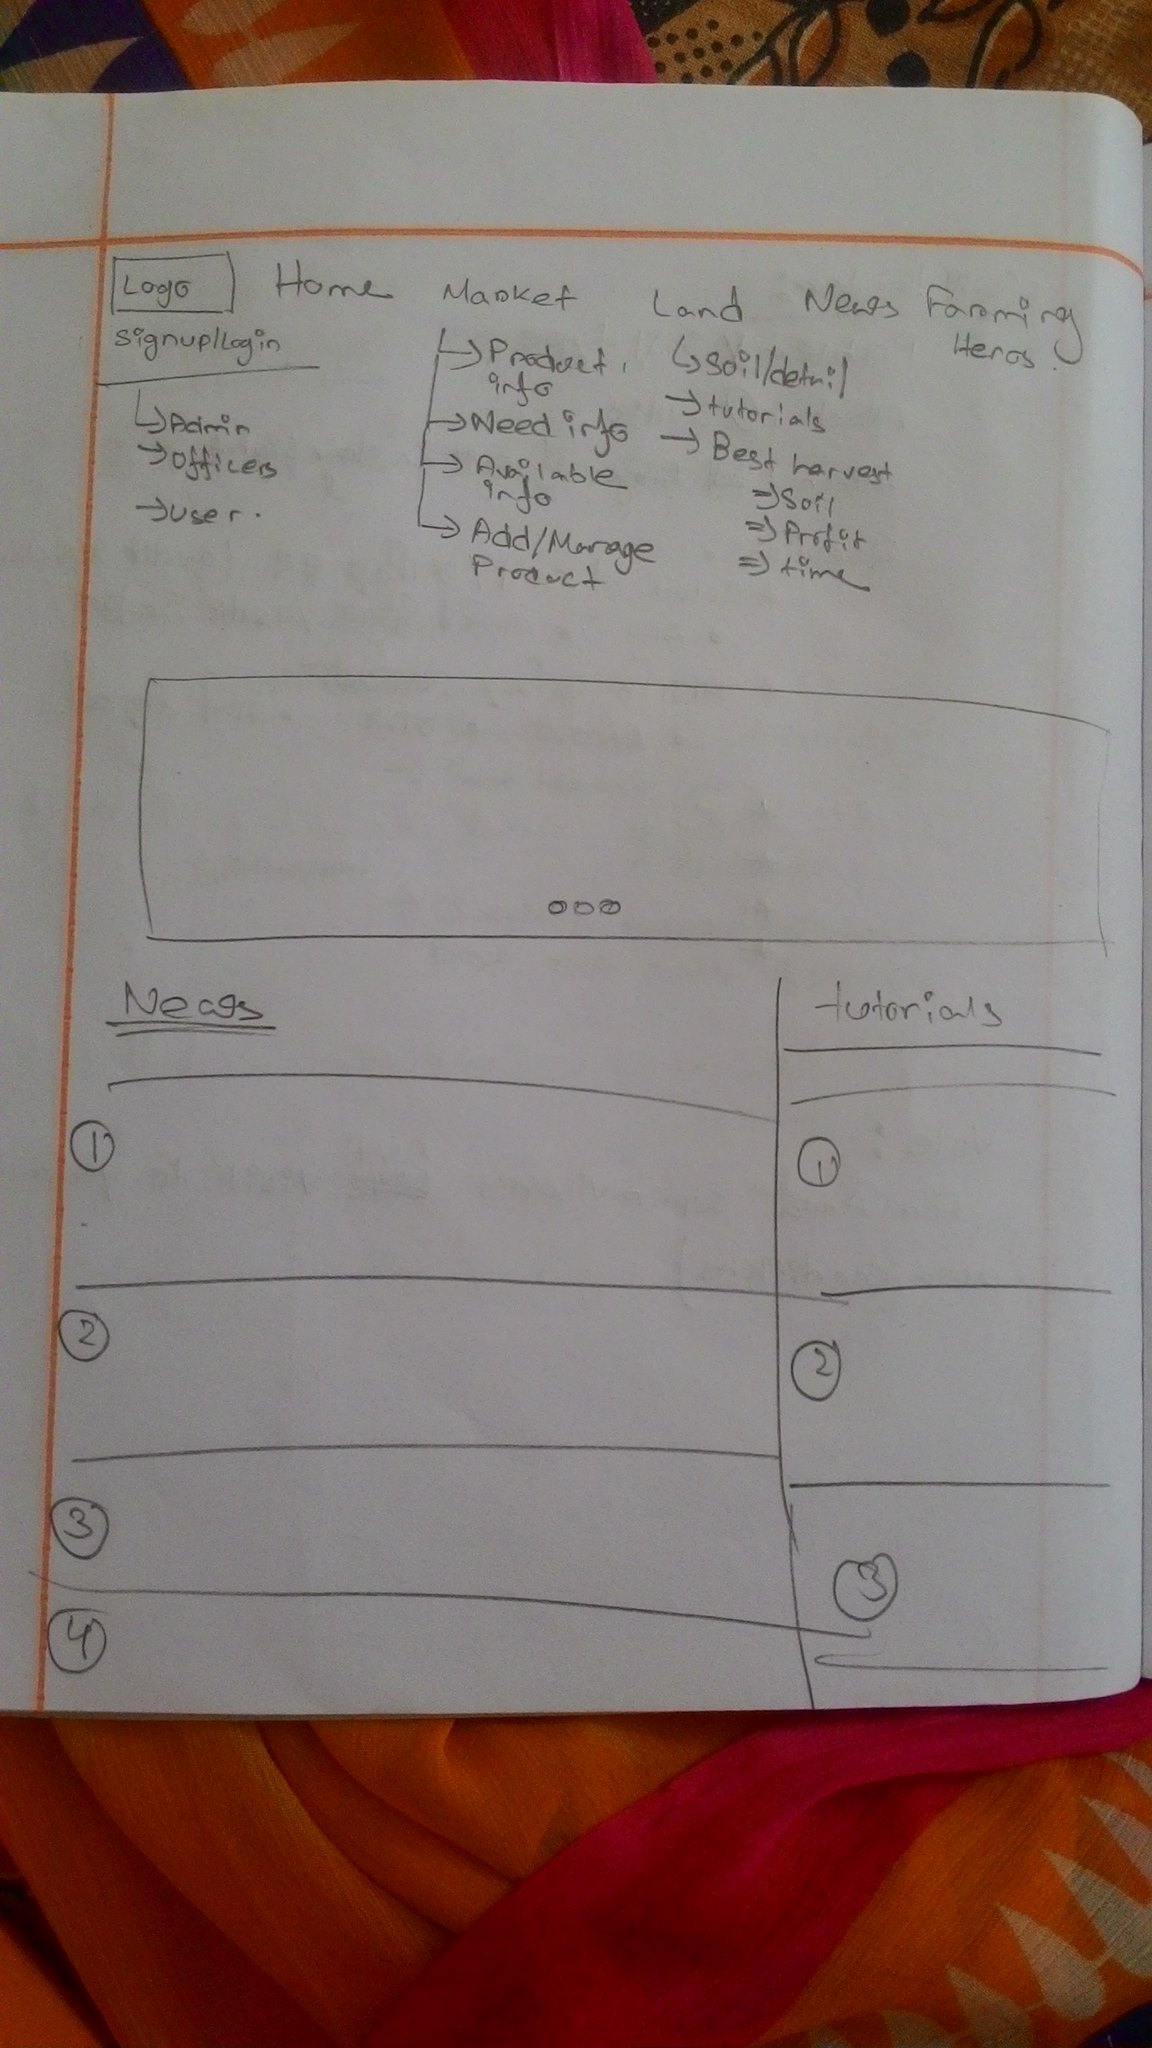 Logo Home Market Land News Farming
Heros.
Signup/Login
→ Admin
→ Officers
→ User.
→ Product
info
→ Need info
→ Available
info
→ Add/Manage
Product
→ Soil/detail
→ tutorials
→ Best harvest
⇒ Soil
⇒ Profit
⇒ time
News
1
2
3
4
tutorials
1
2
3